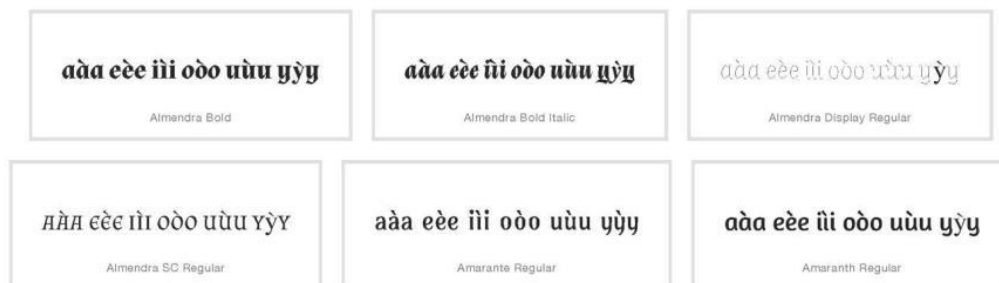 aàa eèe iìi oòo uùu yỳy
Almendra Bold
aàa eèe iìi oòo uùu yỳy
Almendra Bold Italic
aàa eèe iìi oòo uùu yỳy
Almendra Display Regular
AÀA EÈE IÌI OÒO UÙU YỲY
Almendra SC Regular
aàa eèe iìi oòo uùu yỳy
Amarante Regular
aàa eèe iìi oòo uùu yỳy
Amaranth Regular